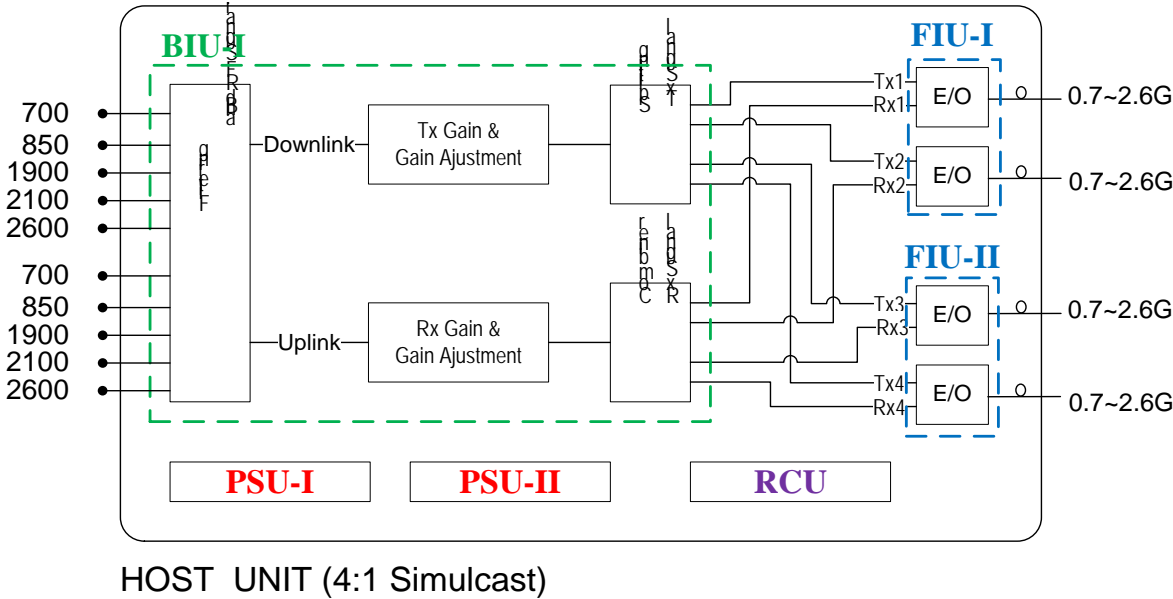 BIU-I
FIU-I
700
850
1900
2100
2600
700
850
1900
2100
2600
Downlink
Tx Gain &
Gain Ajustment
Uplink
Rx Gain &
Gain Ajustment
Tx1
Rx1
E/O
0.7~2.6G
Tx2
Rx2
E/O
0.7~2.6G
FIU-II
Tx3
Rx3
E/O
0.7~2.6G
Tx4
Rx4
E/O
0.7~2.6G
PSU-I
PSU-II
RCU
HOST UNIT (4:1 Simulcast)